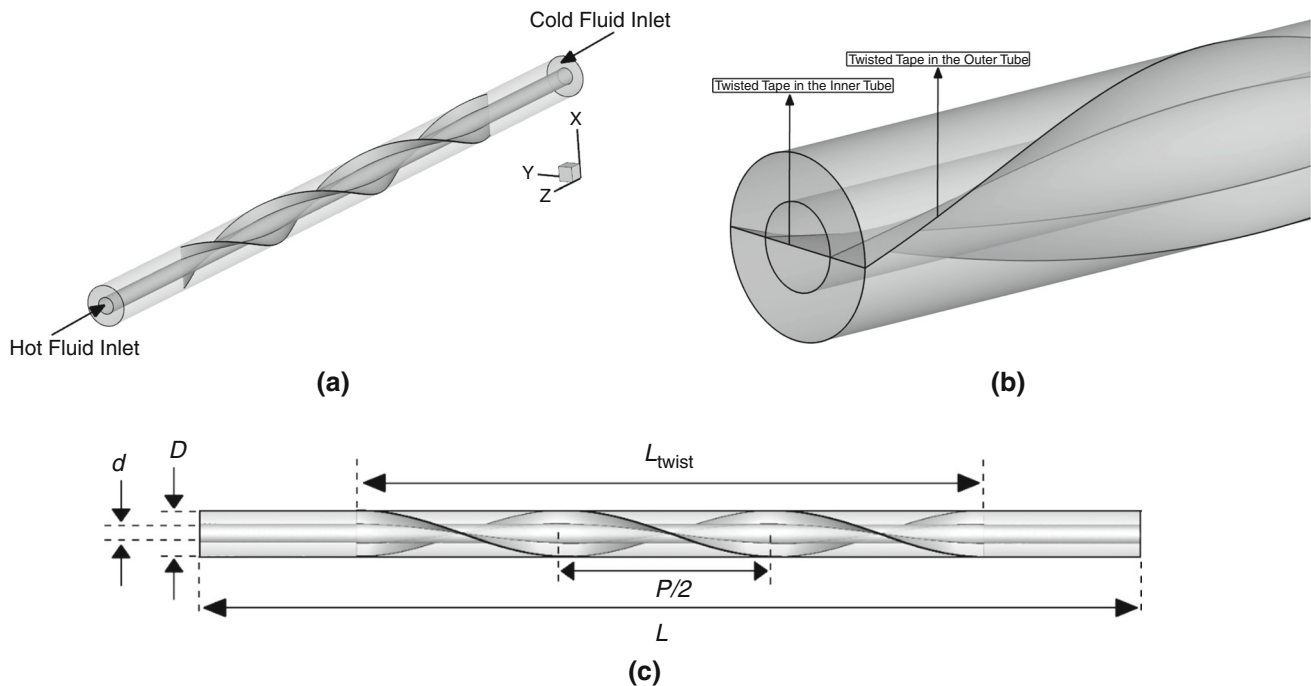 Cold Fluid Inlet
X
Y
Z
Hot Fluid Inlet
(a)
Twisted Tape in the Outer Tube
Twisted Tape in the Inner Tube
(b)
d
D
L_twist
P/2
L
(c)